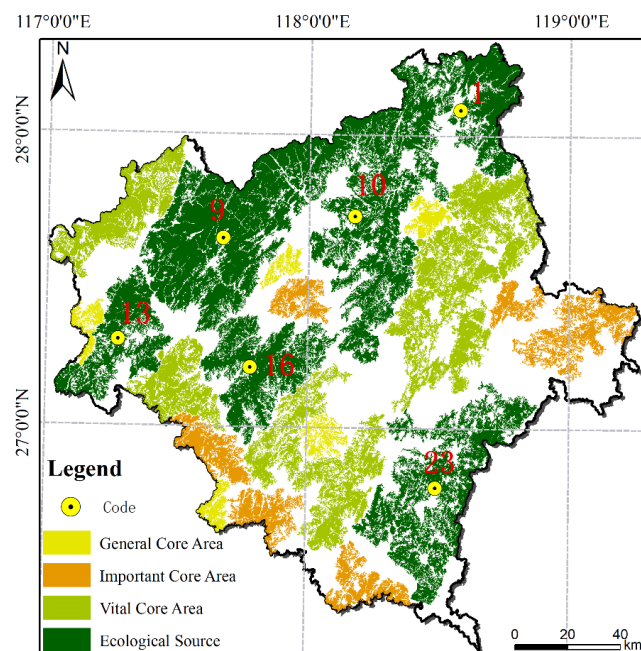 117°0'0"E 118°0'0"E 119°0'0"E
N
28°0'0"N
27°0'0"N
1
10
9
13
16
23
Legend
Code
General Core Area
Important Core Area
Vital Core Area
Ecological Source
0 20 40
km